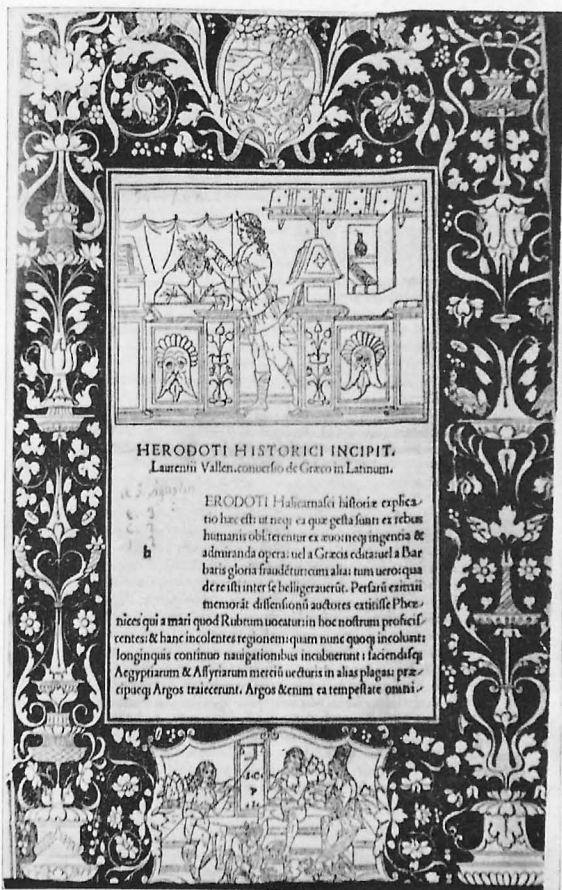 HERODOTI HISTORICI INCIPIT.
Laurentii Vallen. conuersio de Græco in Latinum.
b
ERODOTI Halicarnasei historiæ explica-
tio hæc est: ut neq; ea quæ gesta sunt: ex rebus
humanis obliterentur ex æuo: neq; ingentia &
admiranda opera: uel a Græcis edita: uel a Bar
baris gloria fraudētur: cum alia: tum uero: qua
de re isti inter se belligerauerūt. Persarū eximii
memorāt dissensionū auctores extitisse Phœ-
nices qui a mari quod Rubrum uocatur: in hoc nostrum proficis
centes: & hanc incolentes regionem: quam nunc quoq; incolunt:
longinquis continuo nauigationibus incubuerunt: faciendisq;
Aegyptiarum & Assyriarum merciū uecturis in alias plagas: præ-
cipueq; Argos traiecerunt. Argos &enim ea tempestate omni-